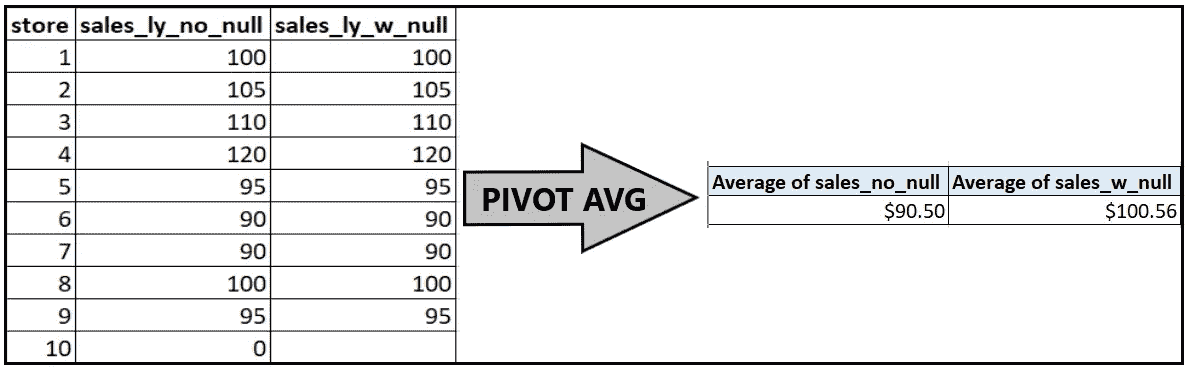 store sales_ly_no_null sales_ly_w_null
1 100 100
2 105 105
3 110 110
4 120 120
5 95 95
6 90 90
7 90 90
8 100 100
9 95 95
10 0
PIVOT AVG
Average of sales_no_null Average of sales_w_null
$90.50 $100.56